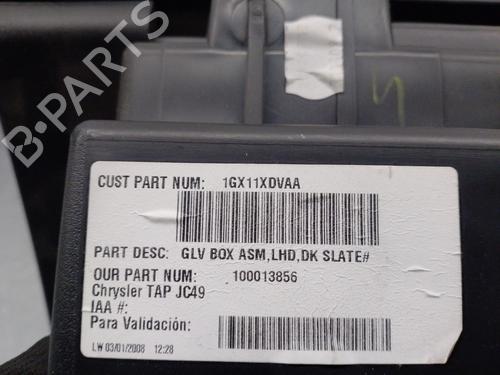 CUST PART NUM: 1GX11XDVAA
PART DESC: GLV BOX ASM,LHD,DK SLATE#
OUR PART NUM: 100013856
Chrysler TAP JC49
IAA #:
Para Validación:
LW 03/01/2008 12:28
B-PARTS